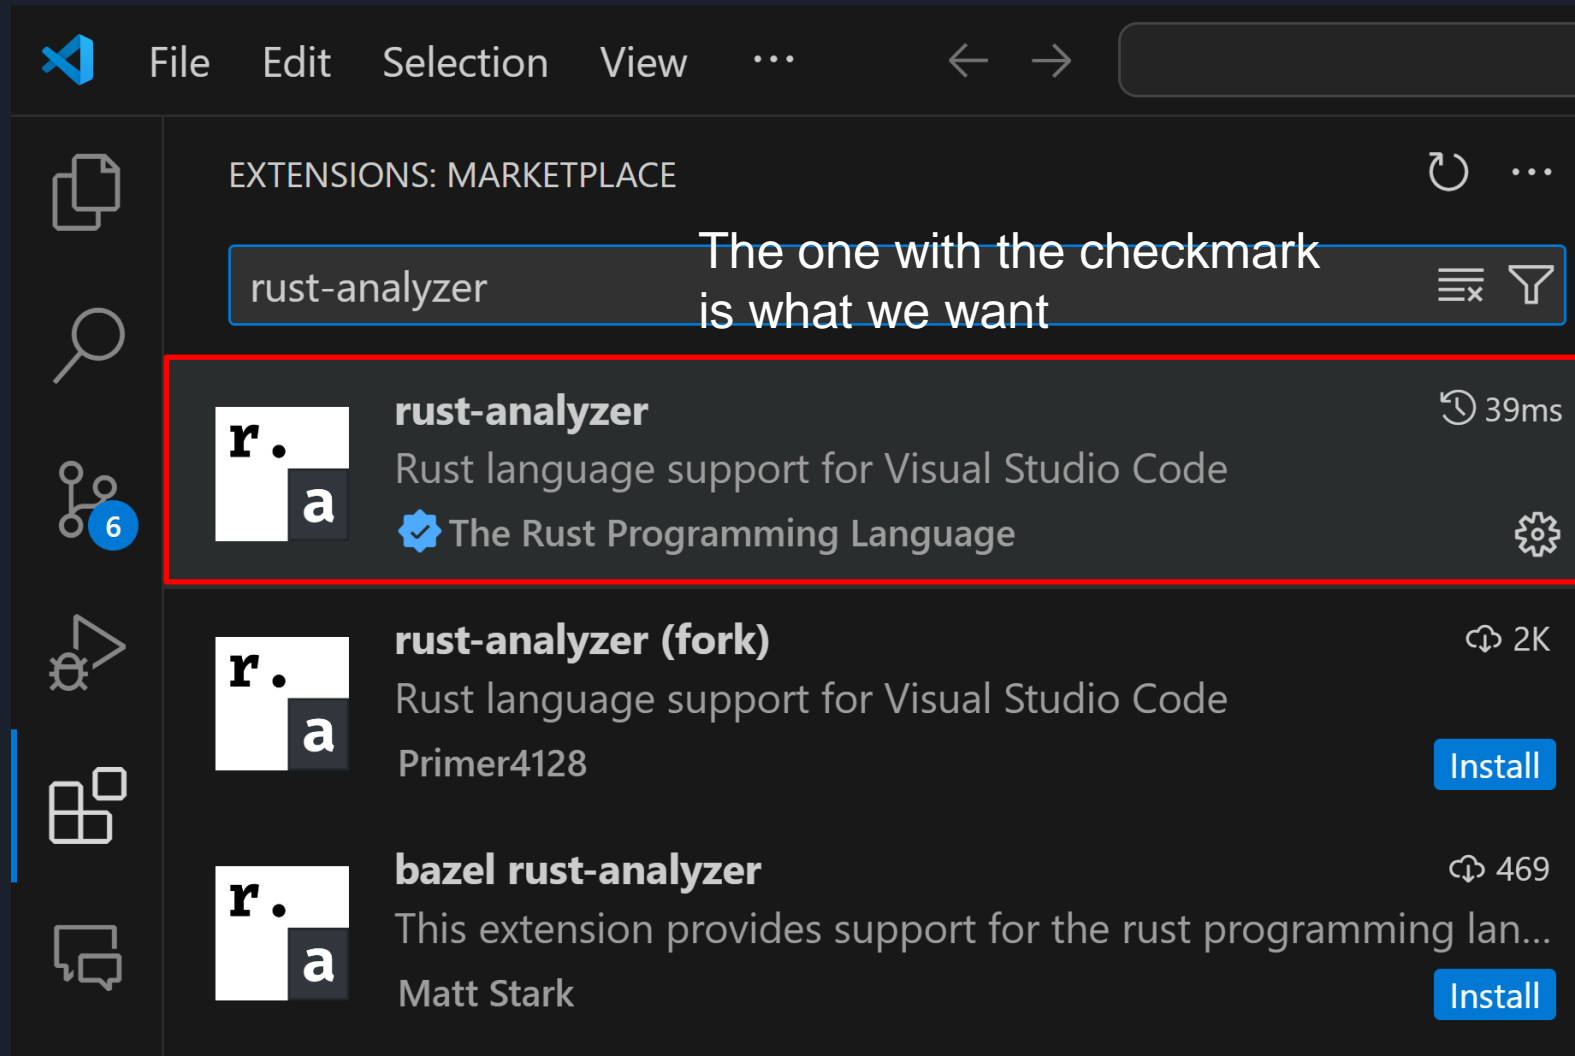 File Edit Selection View ...
EXTENSIONS: MARKETPLACE
The one with the checkmark
is what we want
rust-analyzer
r.
a
rust-analyzer
39ms
Rust language support for Visual Studio Code
The Rust Programming Language
6
r.
a
rust-analyzer (fork)
2K
Rust language support for Visual Studio Code
Primer4128
Install
r.
a
bazel rust-analyzer
469
This extension provides support for the rust programming lan...
Matt Stark
Install